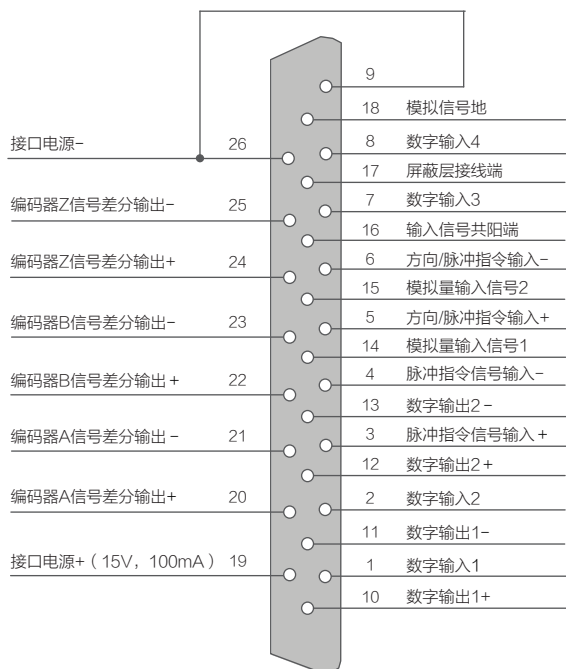 9
18 模拟信号地
接口电源- 26
8 数字输入4
17 屏蔽层接线端
编码器Z信号差分输出- 25
7 数字输入3
16 输入信号共阳端
编码器Z信号差分输出+ 24
6 方向/脉冲指令输入-
15 模拟量输入信号2
编码器B信号差分输出- 23
5 方向/脉冲指令输入+
14 模拟量输入信号1
编码器B信号差分输出+ 22
4 脉冲指令信号输入-
13 数字输出2-
编码器A信号差分输出- 21
3 脉冲指令信号输入+
12 数字输出2+
编码器A信号差分输出+ 20
2 数字输入2
11 数字输出1-
接口电源+(15V，100mA) 19
1 数字输入1
10 数字输出1+